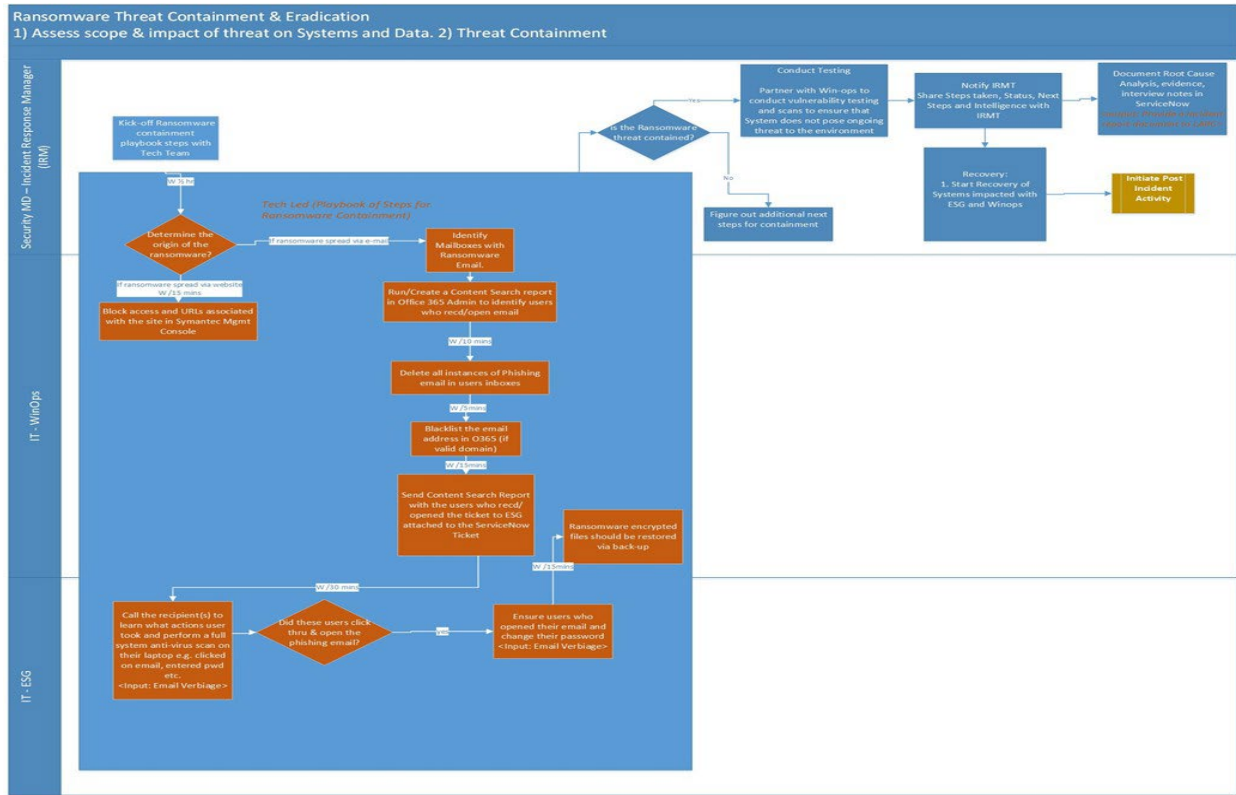 Ransomware Threat Containment & Eradication
1) Assess scope & impact of threat on Systems and Data. 2) Threat Containment
Security MD – Incident Response Manager
(IRM)
Kick-off Ransomware
containment
playbook steps with
Tech Team
W ½ hr
Tech Led (Playbook of Steps for
Ransomware Containment)
Determine the
origin of the
ransomware?
If ransomware spread via e-mail
Identify
Mailboxes with
Ransomware
Email.
If ransomware spread via website
W /15 mins
Block access and URLs associated
with the site in Symantec Mgmt
Console
is the Ransomware
threat contained?
Yes
No
Figure out additional next
steps for containment
Conduct Testing
Partner with Win-ops to
conduct vulnerability testing
and scans to ensure that
System does not pose ongoing
threat to the environment
Notify IRMT
Share Steps taken, Status, Next
Steps and Intelligence with
IRMT
Document Root Cause
Analysis, evidence,
interview notes in
ServiceNow
Recovery:
1. Start Recovery of
Systems impacted with
ESG and Winops
Initiate Post
Incident
Activity
IT - WinOps
Run/Create a Content Search report
in Office 365 Admin to identify users
who recd/open email
W /10 mins
Delete all instances of Phishing
email in users inboxes
W /5mins
Blacklist the email
address in O365 (if
valid domain)
W /15mins
Send Content Search Report
with the users who recd/
opened the ticket to ESG
attached to the ServiceNow
Ticket
Ransomware encrypted
files should be restored
via back-up
W /15mins
W /30 mins
IT - ESG
Call the recipient(s) to
learn what actions user
took and perform a full
system anti-virus scan on
their laptop e.g. clicked
on email, entered pwd
etc.
<Input: Email Verbiage>
Did these users click
thru & open the
phishing email?
yes
Ensure users who
opened their email and
change their password
<Input: Email Verbiage>